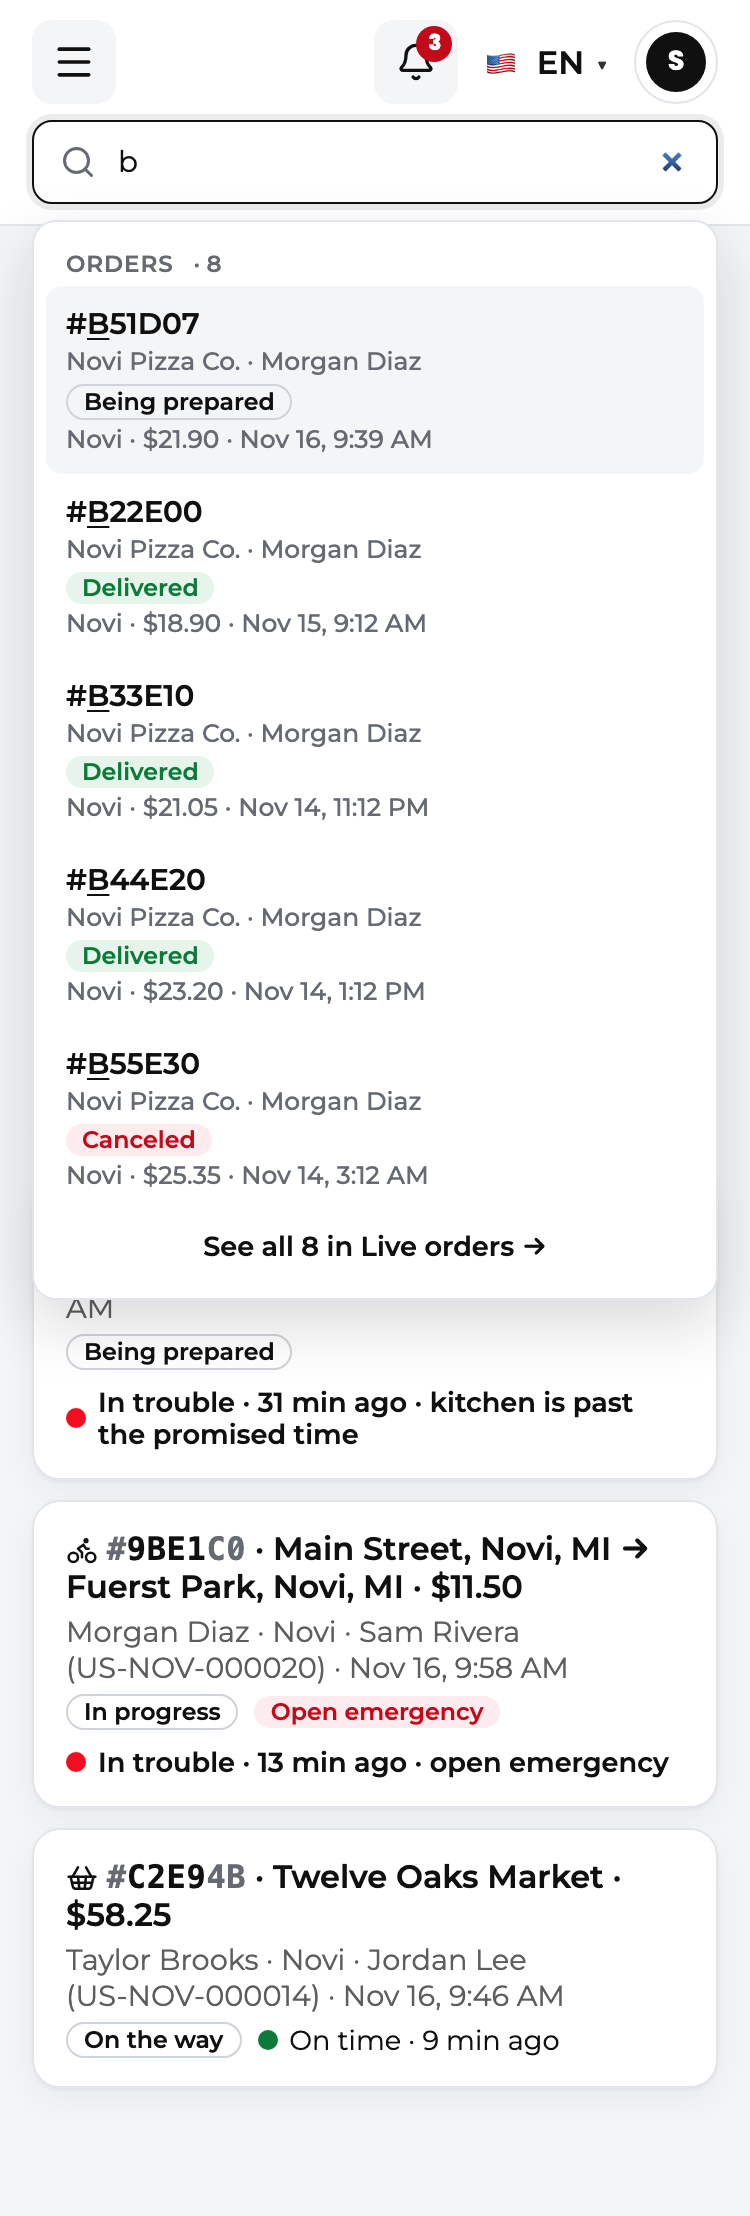 3
EN ▾
S
b
ORDERS · 8
#B51D07
Novi Pizza Co. · Morgan Diaz
Being prepared
Novi · $21.90 · Nov 16, 9:39 AM
#B22E00
Novi Pizza Co. · Morgan Diaz
Delivered
Novi · $18.90 · Nov 15, 9:12 AM
#B33E10
Novi Pizza Co. · Morgan Diaz
Delivered
Novi · $21.05 · Nov 14, 11:12 PM
#B44E20
Novi Pizza Co. · Morgan Diaz
Delivered
Novi · $23.20 · Nov 14, 1:12 PM
#B55E30
Novi Pizza Co. · Morgan Diaz
Canceled
Novi · $25.35 · Nov 14, 3:12 AM
See all 8 in Live orders →
AM
Being prepared
In trouble · 31 min ago · kitchen is past
the promised time
#9BE1C0 · Main Street, Novi, MI →
Fuerst Park, Novi, MI · $11.50
Morgan Diaz · Novi · Sam Rivera
(US-NOV-000020) · Nov 16, 9:58 AM
In progress Open emergency
In trouble · 13 min ago · open emergency
#C2E94B · Twelve Oaks Market ·
$58.25
Taylor Brooks · Novi · Jordan Lee
(US-NOV-000014) · Nov 16, 9:46 AM
On the way On time · 9 min ago